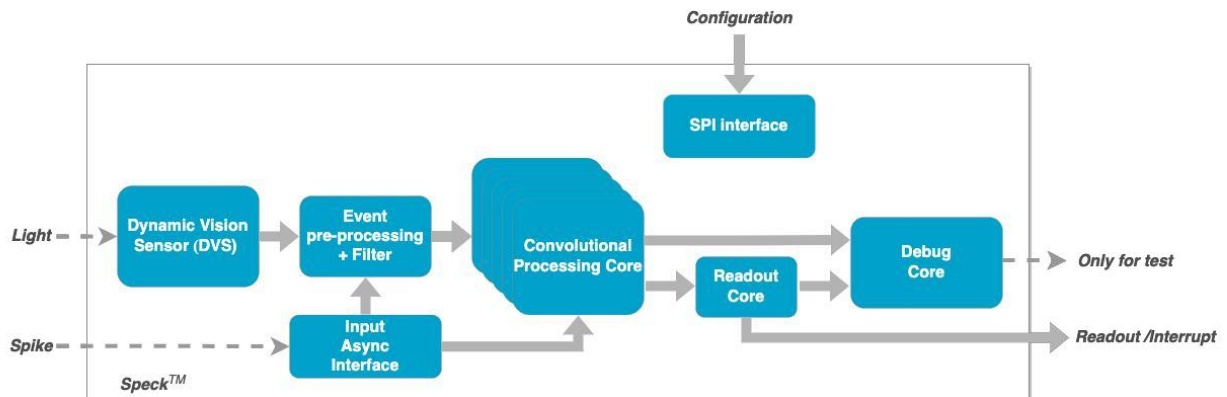 Configuration
SPI interface
Light
Dynamic Vision
Sensor (DVS)
Event
pre-processing
+ Filter
Convolutional
Processing Core
Debug
Core
Only for test
Readout
Core
Spike
Input
Async
Interface
Readout /Interrupt
Speck™